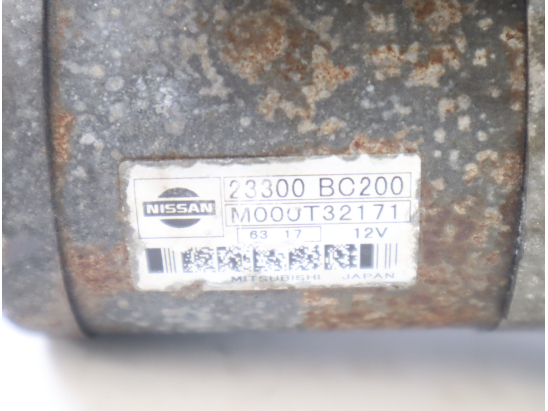 NISSAN
23300 BC200
M000T32171
63 17 12V
MITSUBISHI JAPAN